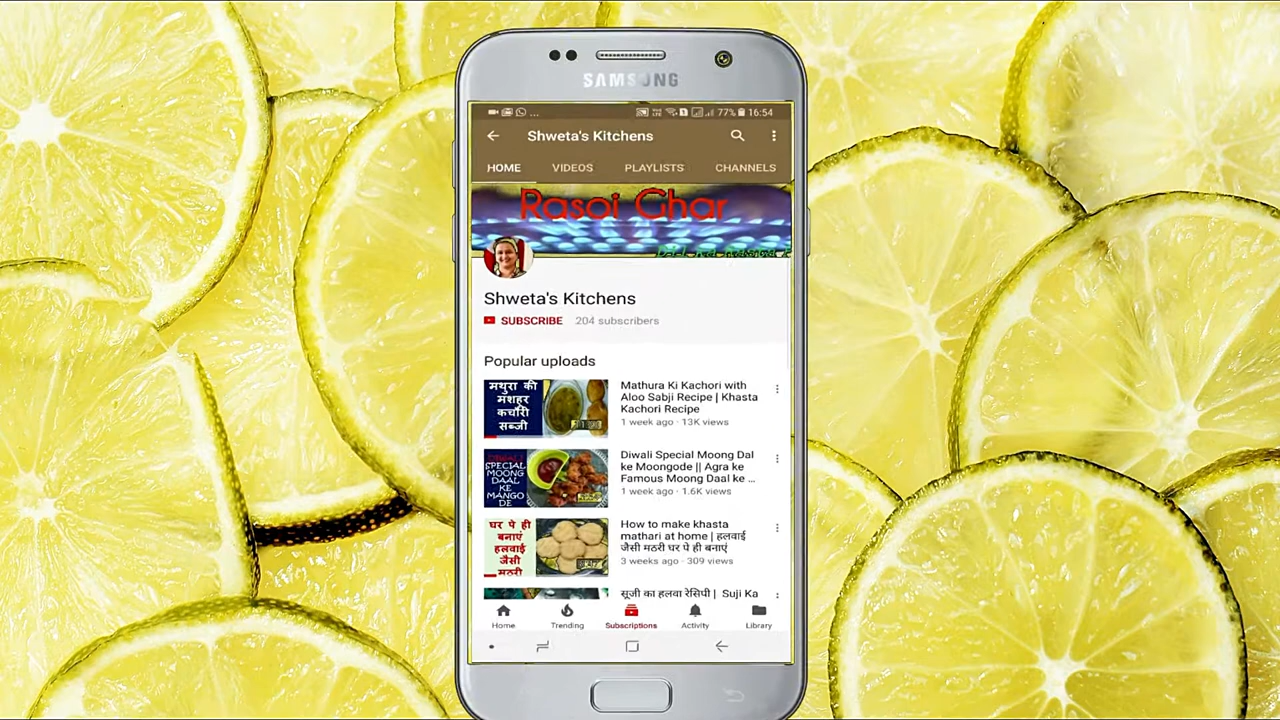 SAMSUNG
... 77% 16:54
Shweta's Kitchens
HOME VIDEOS PLAYLISTS CHANNELS
Rasoi Ghar
Shweta's Kitchens
SUBSCRIBE 204 subscribers
Popular uploads
मथुरा की
मशहूर
कचौरी
सब्जी
Mathura Ki Kachori with
Aloo Sabji Recipe | Khasta
Kachori Recipe
1 week ago · 13K views
SPECIAL
MOONG
DAAL
KE
MANGO
DE
Diwali Special Moong Dal
ke Moongode || Agra ke
Famous Moong Daal ke ...
1 week ago · 1.6K views
घर पे ही
बनाएं
हलवाई
जैसी
मठरी
How to make khasta
mathari at home | हलवाई
जैसी मठरी घर पे ही बनाएं
3 weeks ago · 309 views
सूजी का हलवा रेसिपी | Suji Ka
Home Trending Subscriptions Activity Library